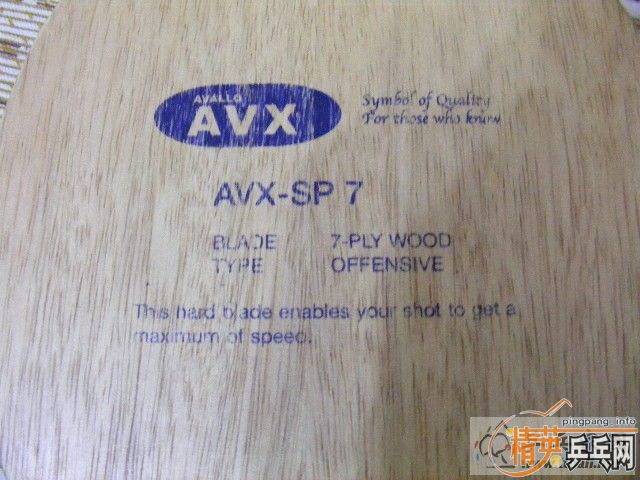 AVALLO
AVX
Symbol of Quality
For those who know
AVX-SP 7
BLADE 7-PLY WOOD
TYPE OFFENSIVE
This hard blade enables your shot to get a
maximum of speed.
pingpang.info
精英乒乓网